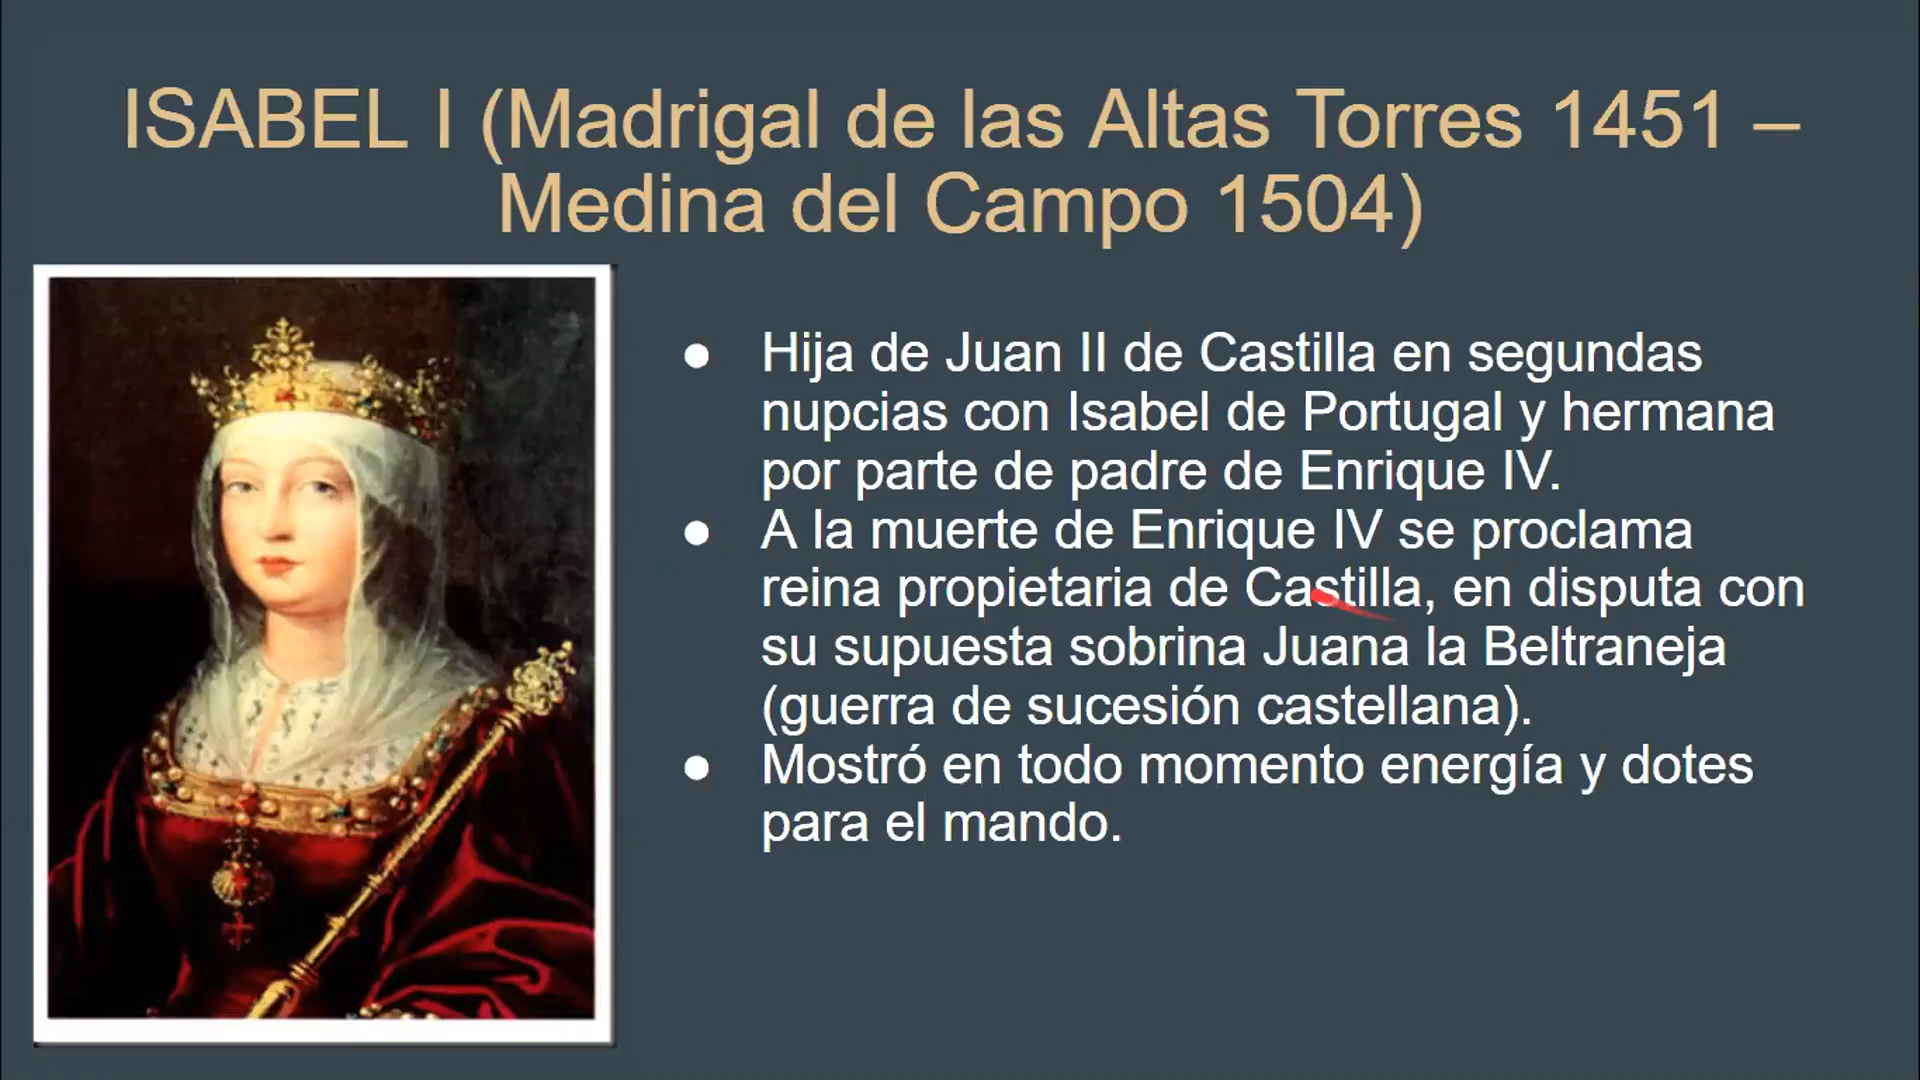 ISABEL I (Madrigal de las Altas Torres 1451 –
Medina del Campo 1504)
● Hija de Juan II de Castilla en segundas
nupcias con Isabel de Portugal y hermana
por parte de padre de Enrique IV.
● A la muerte de Enrique IV se proclama
reina propietaria de Castilla, en disputa con
su supuesta sobrina Juana la Beltraneja
(guerra de sucesión castellana).
● Mostró en todo momento energía y dotes
para el mando.